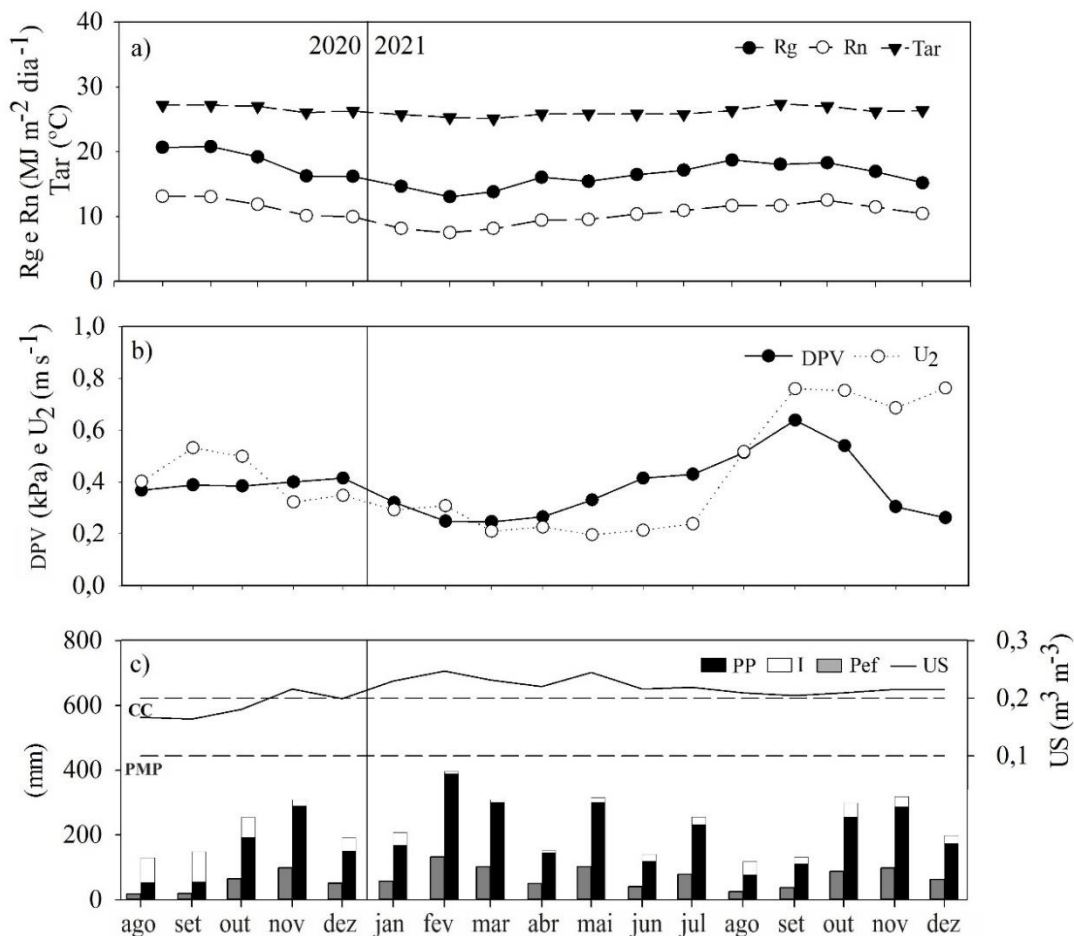 40
a)
2020
2021
Rg
Rn
Tar
30
20
10
0
Rg e Rn (MJ m⁻² dia⁻¹)
Tar (ºC)
1,0
b)
DPV
U₂
0,8
0,6
0,4
0,2
0,0
DPV (kPa) e U₂ (m s⁻¹)
800
c)
PP
I
Pef
US
0,3
600
CC
0,2
400
PMP
0,1
200
0
(mm)
US (m³ m⁻³)
ago set out nov dez jan fev mar abr mai jun jul ago set out nov dez